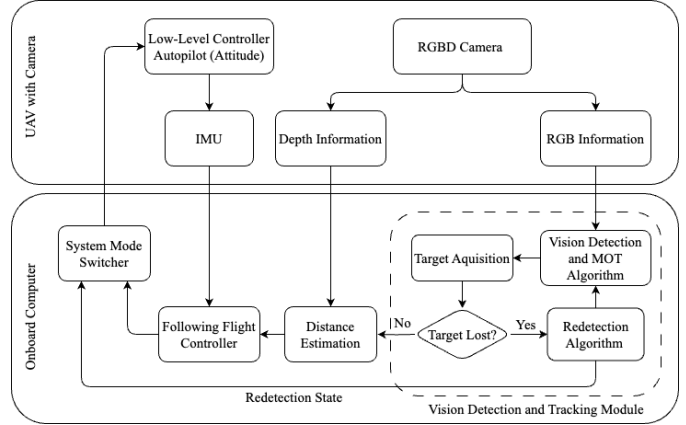 UAV with Camera
Low-Level Controller
Autopilot (Attitude)
RGBD Camera
IMU
Depth Information
RGB Information
Onboard Computer
System Mode
Switcher
Target Aquisition
Vision Detection
and MOT
Algorithm
Following Flight
Controller
Distance
Estimation
No
Target Lost?
Yes
Redetection
Algorithm
Redetection State
Vision Detection and Tracking Module